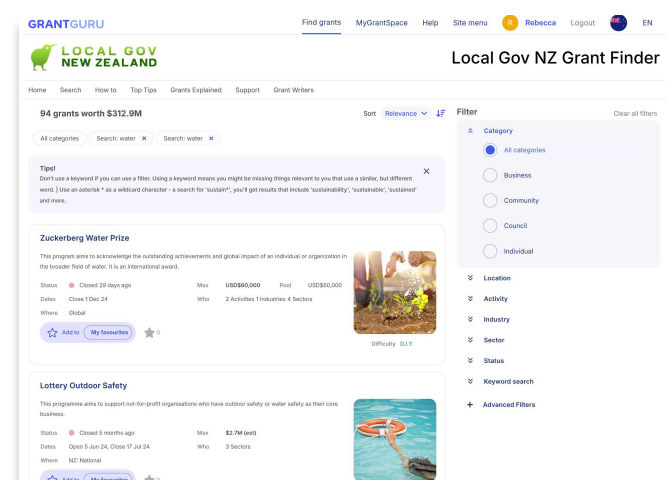 GRANTGURU
Find grants MyGrantSpace Help Site menu R Rebecca Logout EN
LOCAL GOV
NEW ZEALAND
Local Gov NZ Grant Finder
Home Search How to Top Tips Grants Explained Support Grant Writers
94 grants worth $312.9M
Sort Relevance
Filter
Clear all filters
All categories Search: water × Search: water ×
Category
All categories
Business
Community
Council
Individual
Location
Activity
Industry
Sector
Status
Keyword search
+ Advanced Filters
Tips!
Don't use a keyword if you can use a filter. Using a keyword means you might be missing things relevant to you that use a similar, but different
word. | Use an asterisk * as a wildcard character – a search for 'sustain*', you'll get results that include 'sustainability', 'sustainable', 'sustained'
and more.
Zuckerberg Water Prize
This program aims to acknowledge the outstanding achievements and global impact of an individual or organization in
the broader field of water. It is an international award.
Status Closed 29 days ago Max USD$60,000 Pool USD$60,000
Dates Close 1 Dec 24 Who 2 Activities 1 Industries 4 Sectors
Where Global
Add to My favourites 0
Difficulty D.I.Y.
Lottery Outdoor Safety
This programme aims to support not-for-profit organisations who have outdoor safety or water safety as their core
business.
Status Closed 5 months ago Max $2.7M (est)
Dates Open 5 Jun 24, Close 17 Jul 24 Who 3 Sectors
Where NZ: National
Add to My favourites 0